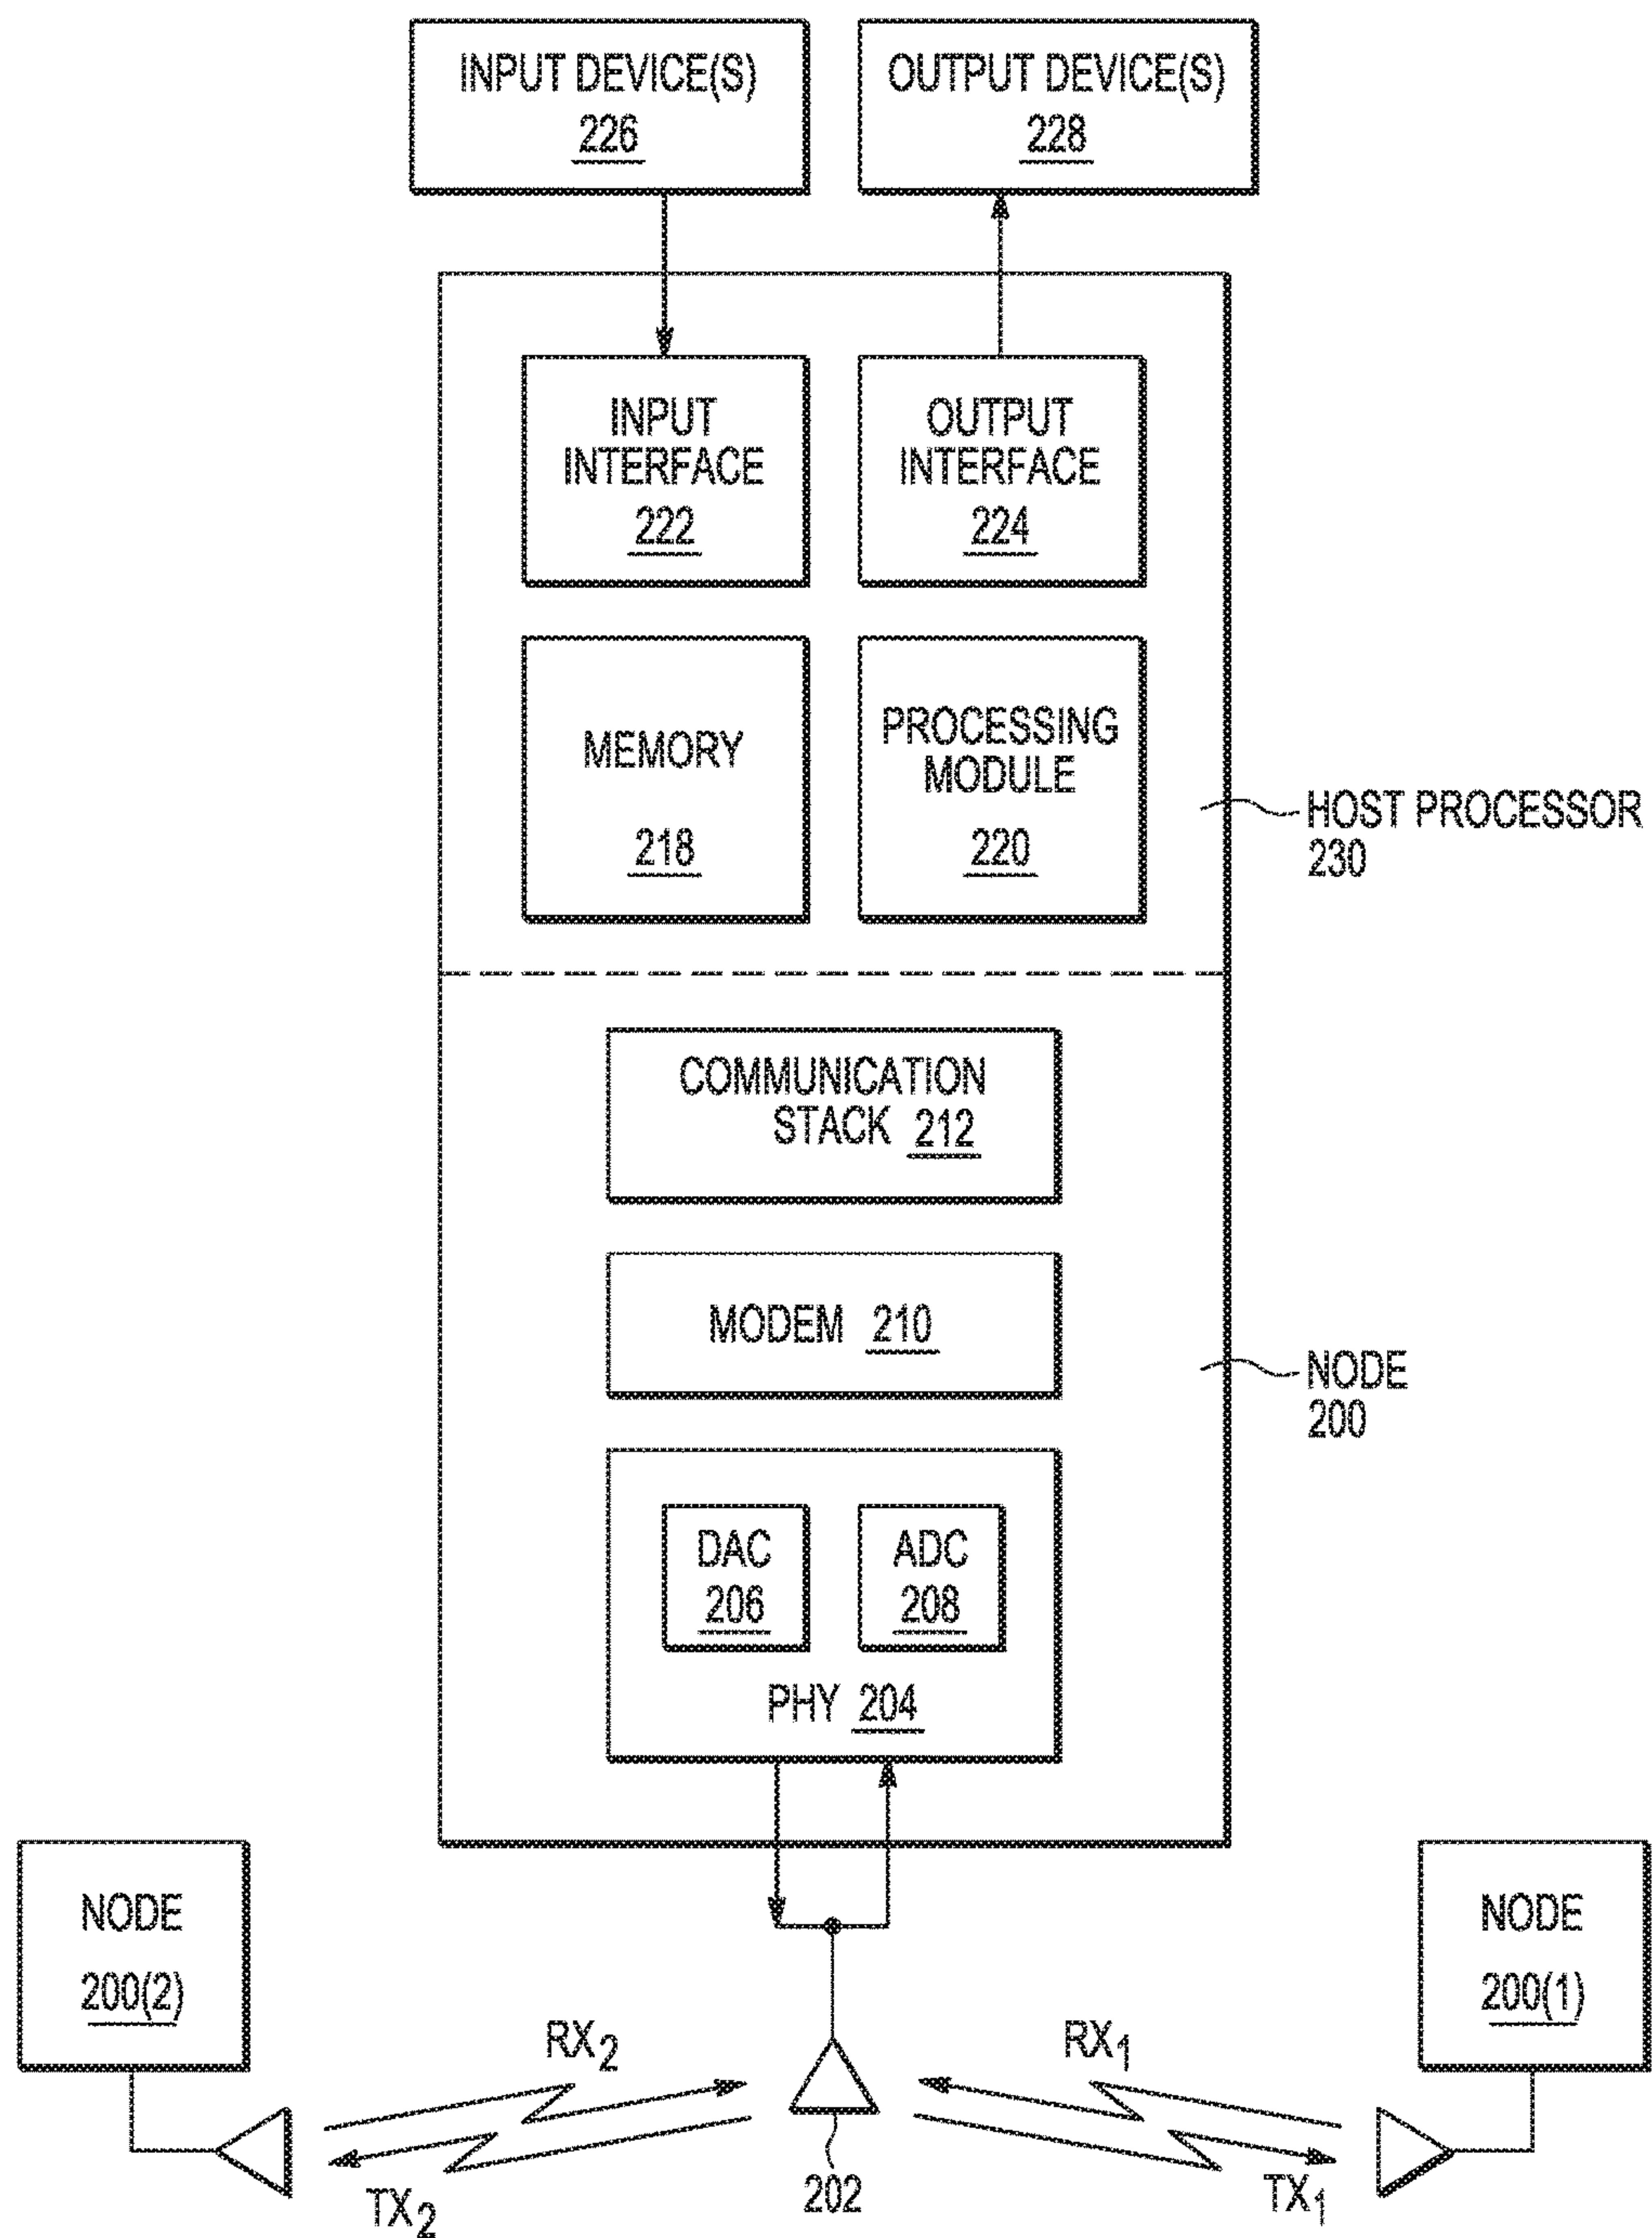 INPUT DEVICE(S)
226
OUTPUT DEVICE(S)
228
INPUT
INTERFACE
222
OUTPUT
INTERFACE
224
MEMORY
218
PROCESSING
MODULE
220
HOST PROCESSOR
230
COMMUNICATION
STACK 212
MODEM 210
NODE
200
DAC
206
ADC
208
PHY 204
NODE
200(2)
NODE
200(1)
RX2
RX1
TX2
202
TX1